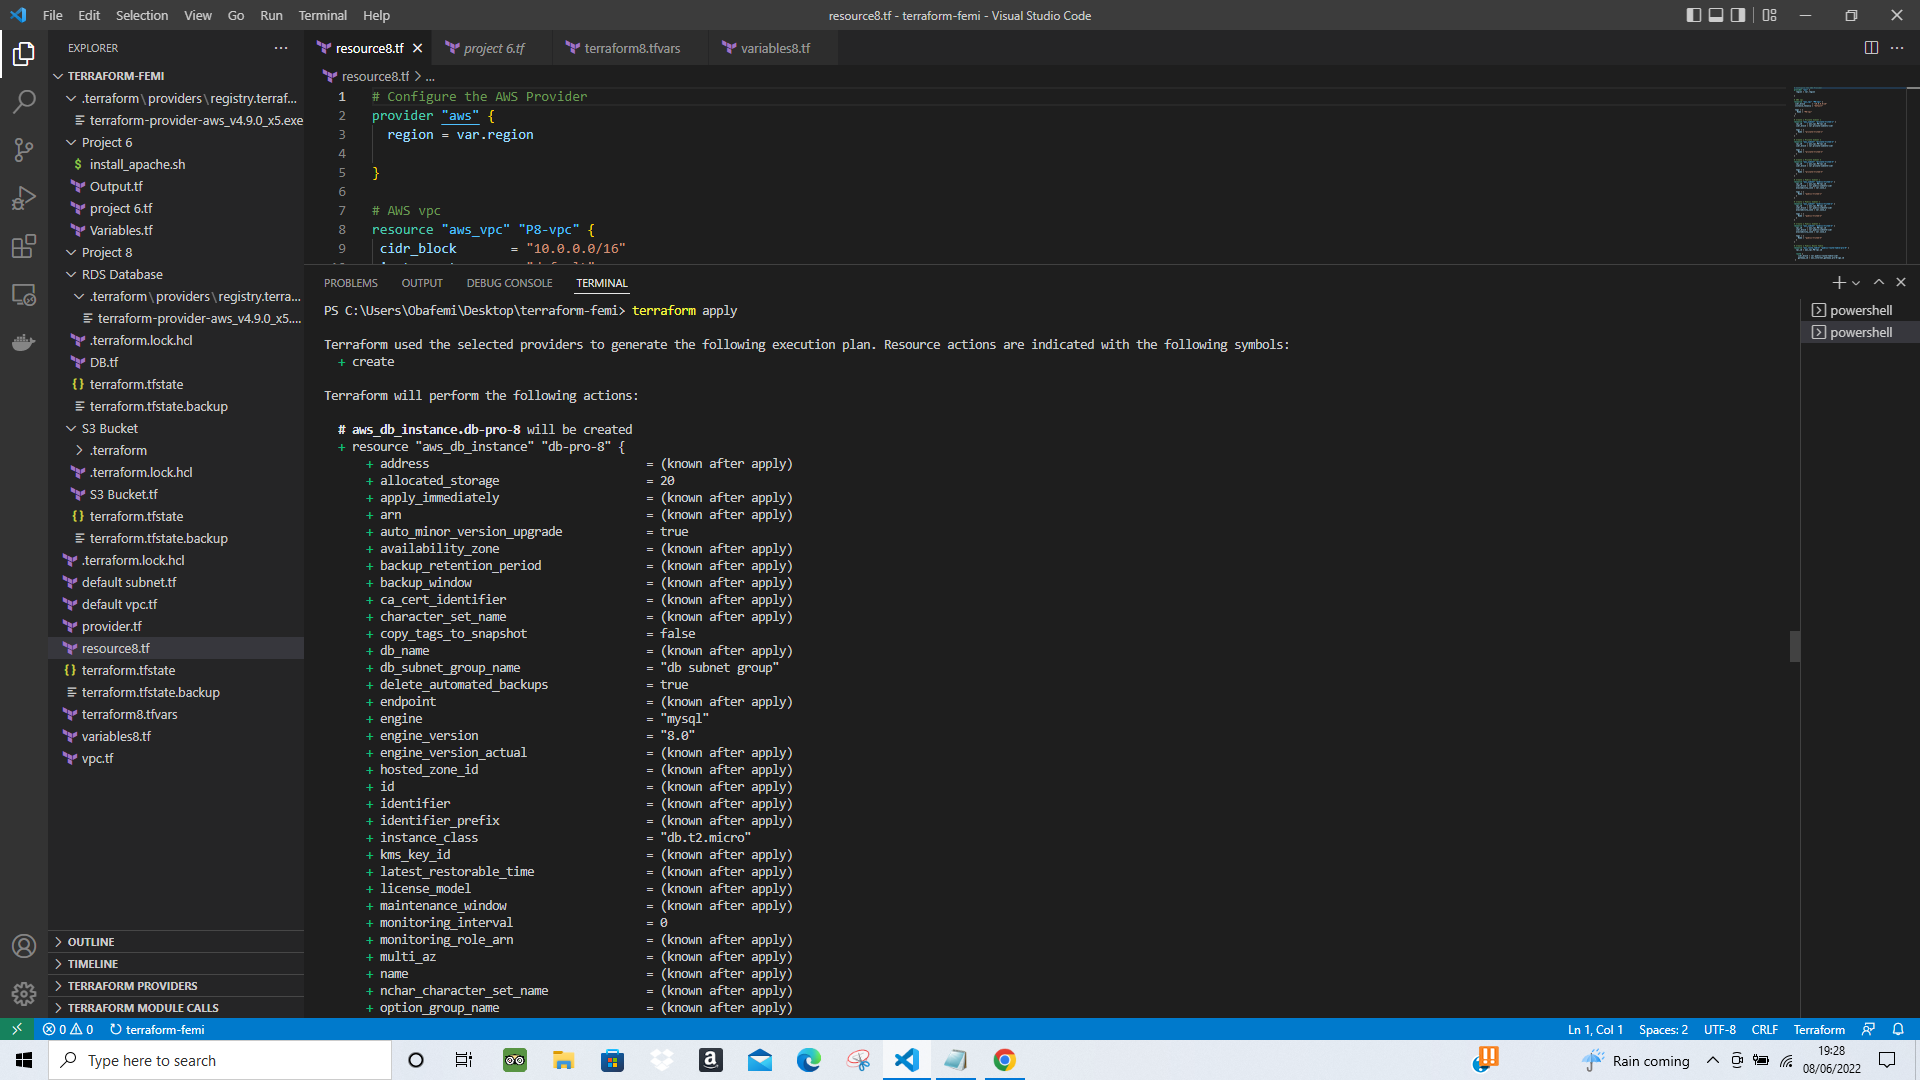 File Edit Selection View Go Run Terminal Help
resource8.tf - terraform-femi - Visual Studio Code
EXPLORER
TERRAFORM-FEMI
.terraform\providers\registry.terraf...
terraform-provider-aws_v4.9.0_x5.exe
Project 6
$ install_apache.sh
Output.tf
project 6.tf
Variables.tf
Project 8
RDS Database
.terraform\providers\registry.terra...
terraform-provider-aws_v4.9.0_x5....
.terraform.lock.hcl
DB.tf
{} terraform.tfstate
terraform.tfstate.backup
S3 Bucket
.terraform
.terraform.lock.hcl
S3 Bucket.tf
{} terraform.tfstate
terraform.tfstate.backup
.terraform.lock.hcl
default subnet.tf
default vpc.tf
provider.tf
resource8.tf
{} terraform.tfstate
terraform.tfstate.backup
terraform8.tfvars
variables8.tf
vpc.tf
OUTLINE
TIMELINE
TERRAFORM PROVIDERS
TERRAFORM MODULE CALLS
resource8.tf project 6.tf terraform8.tfvars variables8.tf
resource8.tf > ...
1 # Configure the AWS Provider
2 provider "aws" {
3 region = var.region
4
5 }
6
7 # AWS vpc
8 resource "aws_vpc" "P8-vpc" {
9 cidr_block = "10.0.0.0/16"
PROBLEMS OUTPUT DEBUG CONSOLE TERMINAL
PS C:\Users\Obafemi\Desktop\terraform-femi> terraform apply
Terraform used the selected providers to generate the following execution plan. Resource actions are indicated with the following symbols:
+ create
Terraform will perform the following actions:
# aws_db_instance.db-pro-8 will be created
+ resource "aws_db_instance" "db-pro-8" {
+ address = (known after apply)
+ allocated_storage = 20
+ apply_immediately = (known after apply)
+ arn = (known after apply)
+ auto_minor_version_upgrade = true
+ availability_zone = (known after apply)
+ backup_retention_period = (known after apply)
+ backup_window = (known after apply)
+ ca_cert_identifier = (known after apply)
+ character_set_name = (known after apply)
+ copy_tags_to_snapshot = false
+ db_name = (known after apply)
+ db_subnet_group_name = "db subnet group"
+ delete_automated_backups = true
+ endpoint = (known after apply)
+ engine = "mysql"
+ engine_version = "8.0"
+ engine_version_actual = (known after apply)
+ hosted_zone_id = (known after apply)
+ id = (known after apply)
+ identifier = (known after apply)
+ identifier_prefix = (known after apply)
+ instance_class = "db.t2.micro"
+ kms_key_id = (known after apply)
+ latest_restorable_time = (known after apply)
+ license_model = (known after apply)
+ maintenance_window = (known after apply)
+ monitoring_interval = 0
+ monitoring_role_arn = (known after apply)
+ multi_az = (known after apply)
+ name = (known after apply)
+ nchar_character_set_name = (known after apply)
+ option_group_name = (known after apply)
powershell
powershell
0 0 terraform-femi
Ln 1, Col 1 Spaces: 2 UTF-8 CRLF Terraform
Type here to search
Rain coming
19:28
08/06/2022